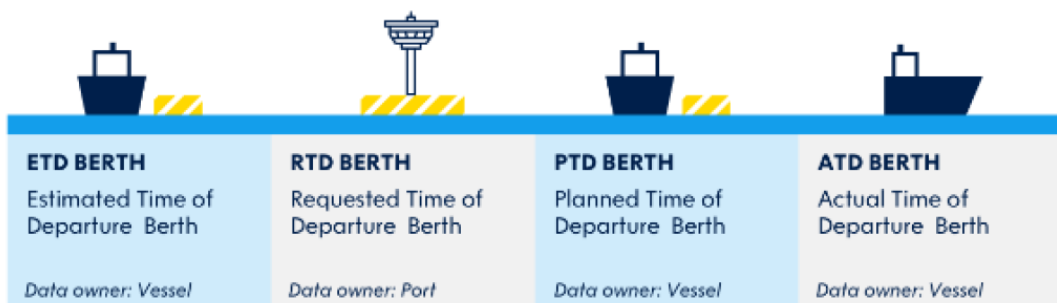 ETD BERTH
Estimated Time of
Departure Berth
Data owner: Vessel
RTD BERTH
Requested Time of
Departure Berth
Data owner: Port
PTD BERTH
Planned Time of
Departure Berth
Data owner: Vessel
ATD BERTH
Actual Time of
Departure Berth
Data owner: Vessel